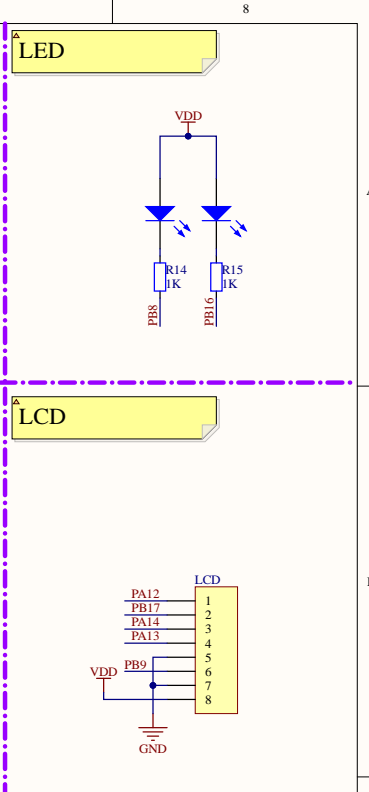 8
LED
VDD
R14
R15
1K
1K
PB8
PB16
LCD
LCD
PA12
1
PB17
2
PA14
3
PA13
4
5
PB9
6
VDD
7
8
GND